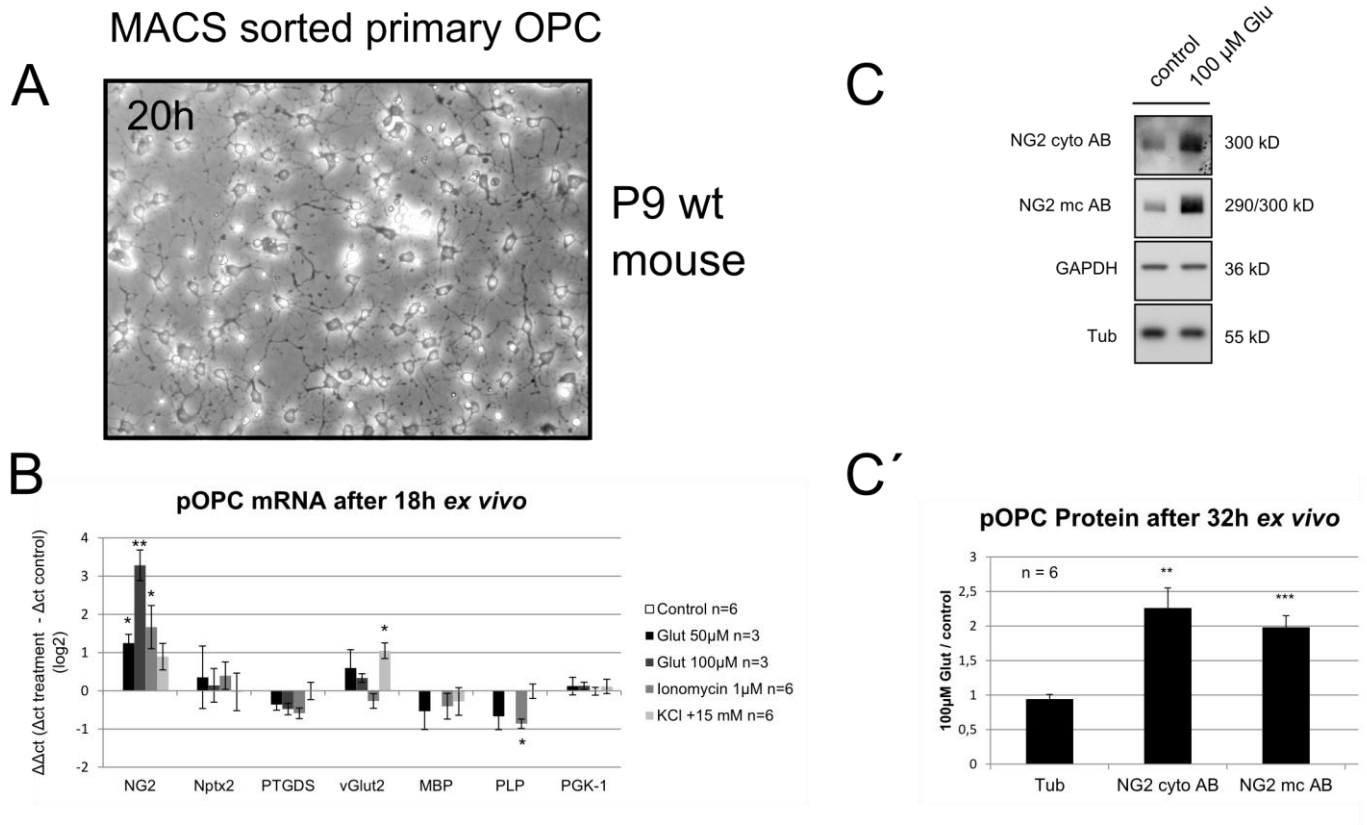 MACS sorted primary OPC
A
20h
P9 wt
mouse
B
pOPC mRNA after 18h ex vivo
ΔΔct (Δct treatment - Δct control)
(log2)
4
3
2
1
0
-1
-2
**
*
*
*
*
NG2
Nptx2
PTGDS
vGlut2
MBP
PLP
PGK-1
Control n=6
Glut 50µM n=3
Glut 100µM n=3
Ionomycin 1µM n=6
KCl +15 mM n=6
C
control
100 µM Glu
NG2 cyto AB
300 kD
NG2 mc AB
290/300 kD
GAPDH
36 kD
Tub
55 kD
C´
pOPC Protein after 32h ex vivo
100µM Glut / control
3
2,5
2
1,5
1
0,5
0
n = 6
**
***
Tub
NG2 cyto AB
NG2 mc AB